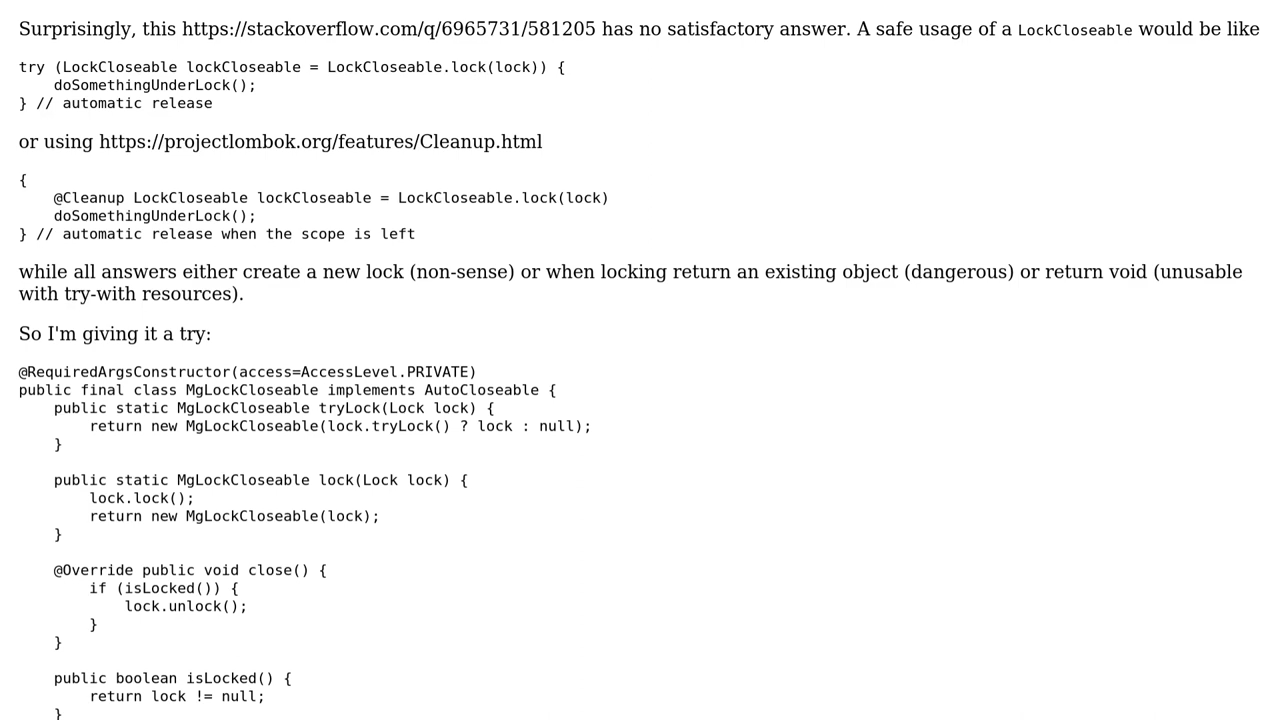 Surprisingly, this https://stackoverflow.com/q/6965731/581205 has no satisfactory answer. A safe usage of a LockCloseable would be like
try (LockCloseable lockCloseable = LockCloseable.lock(lock)) {
    doSomethingUnderLock();
} // automatic release
or using https://projectlombok.org/features/Cleanup.html
{
    @Cleanup LockCloseable lockCloseable = LockCloseable.lock(lock)
    doSomethingUnderLock();
} // automatic release when the scope is left
while all answers either create a new lock (non-sense) or when locking return an existing object (dangerous) or return void (unusable
with try-with resources).
So I'm giving it a try:
@RequiredArgsConstructor(access=AccessLevel.PRIVATE)
public final class MgLockCloseable implements AutoCloseable {
    public static MgLockCloseable tryLock(Lock lock) {
        return new MgLockCloseable(lock.tryLock() ? lock : null);
    }
    public static MgLockCloseable lock(Lock lock) {
        lock.lock();
        return new MgLockCloseable(lock);
    }
    @Override public void close() {
        if (isLocked()) {
            lock.unlock();
        }
    }
    public boolean isLocked() {
        return lock != null;
    }